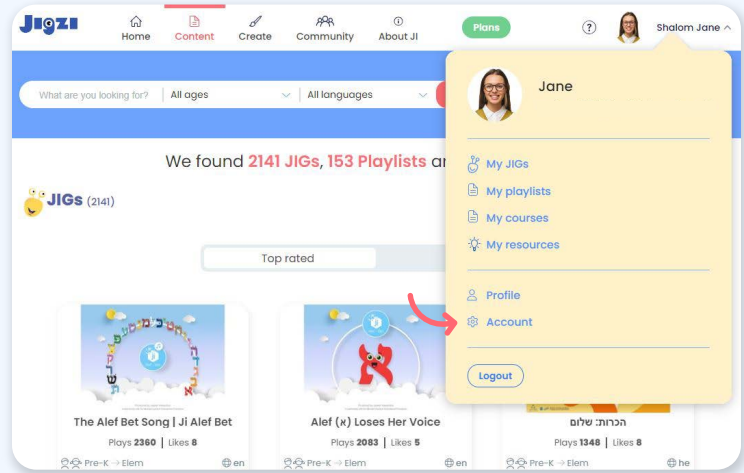 Jigzi
Home
Content
Create
Community
About JI
Plans
?
Shalom Jane
What are you looking for?
All ages
All languages
Jane
My JIGs
My playlists
My courses
My resources
Profile
Account
Logout
We found 2141 JIGs, 153 Playlists
JIGs (2141)
Top rated
The Alef Bet Song | Ji Alef Bet
Plays 2360 | Likes 8
Pre-K → Elem
en
Alef (א) Loses Her Voice
Plays 2083 | Likes 5
Pre-K → Elem
en
הכרות: שלום
Plays 1348 | Likes 8
Pre-K → Elem
he